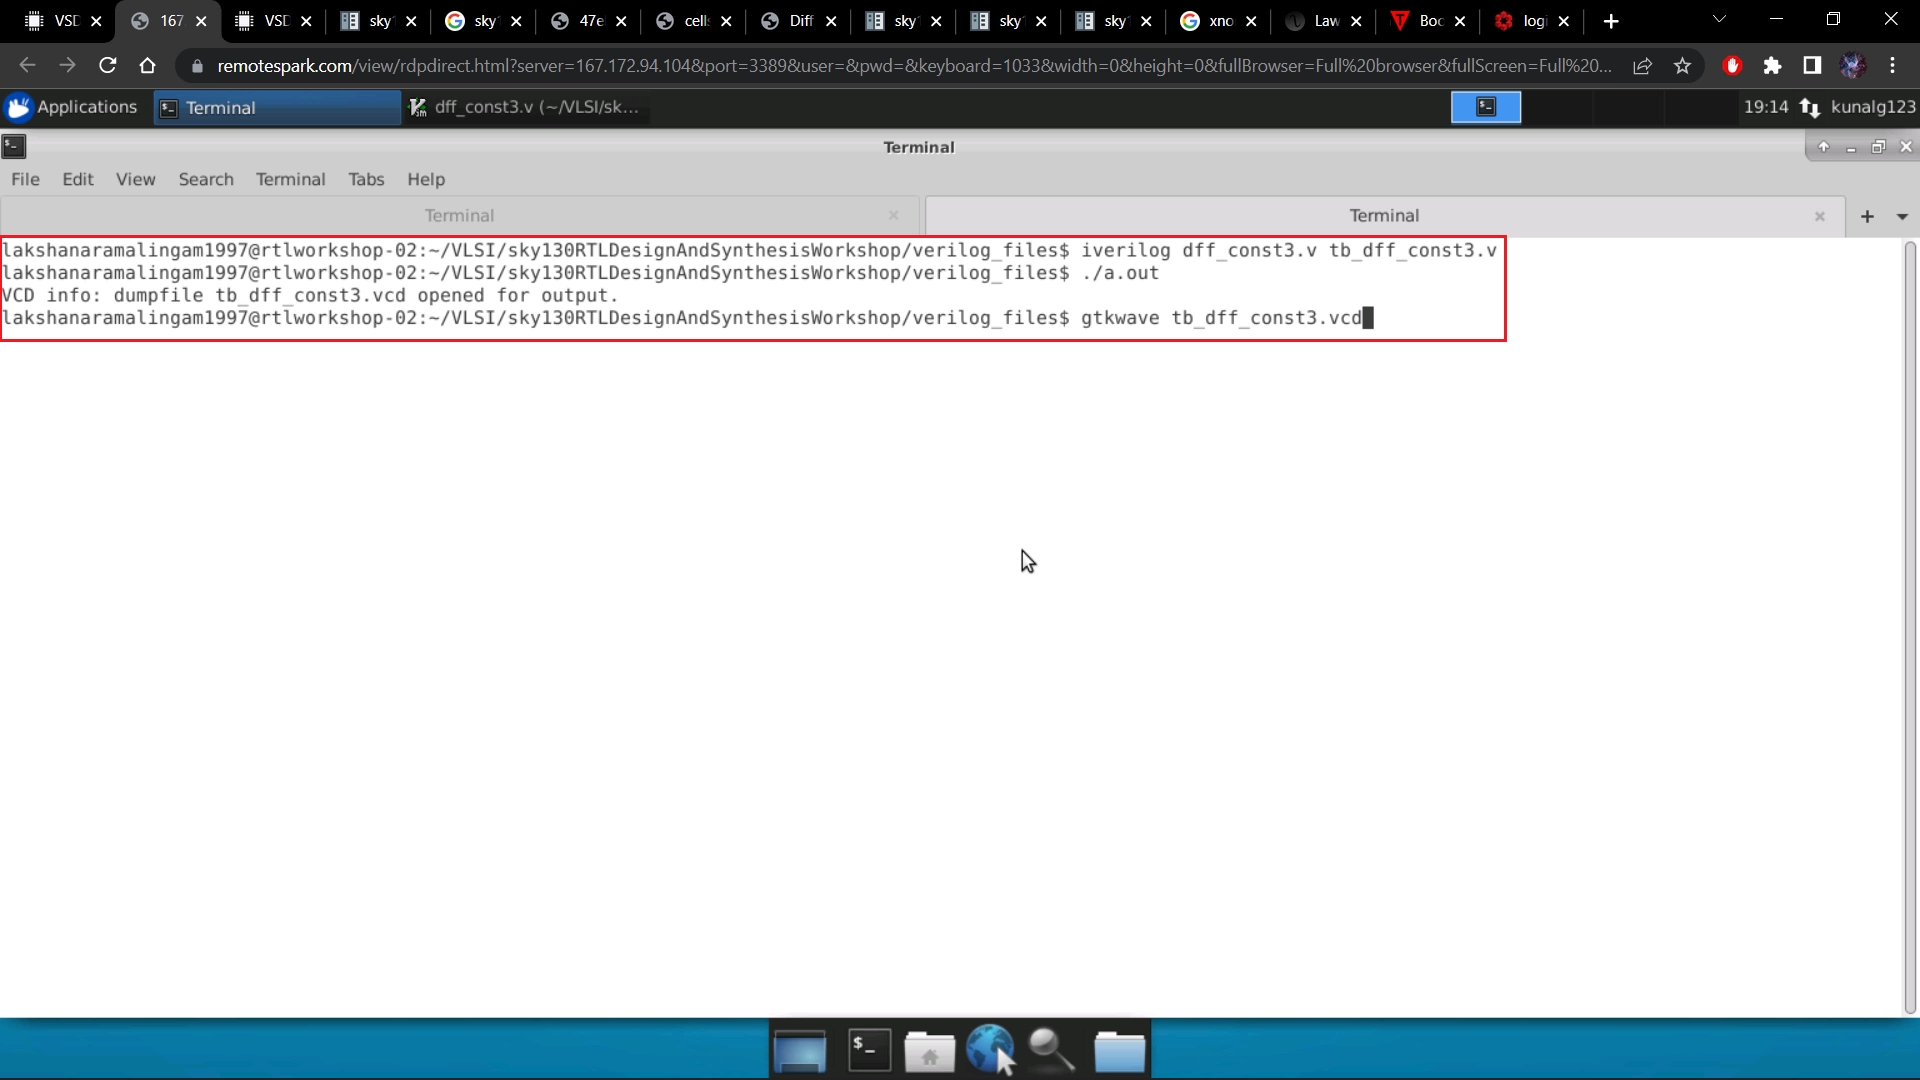 VSD 167 VSD sky sky 47e cell Diff sky sky sky xno Law Boc logi
remotespark.com/view/rdpdirect.html?server=167.172.94.104&port=3389&user=&pwd=&keyboard=1033&width=0&height=0&fullBrowser=Full%20browser&fullScreen=Full%20...
Applications Terminal dff_const3.v (~/VLSI/sk... 19:14 kunalg123
Terminal
File Edit View Search Terminal Tabs Help
Terminal Terminal
lakshanaramalingam1997@rtlworkshop-02:~/VLSI/sky130RTLDesignAndSynthesisWorkshop/verilog_files$ iverilog dff_const3.v tb_dff_const3.v
lakshanaramalingam1997@rtlworkshop-02:~/VLSI/sky130RTLDesignAndSynthesisWorkshop/verilog_files$ ./a.out
VCD info: dumpfile tb_dff_const3.vcd opened for output.
lakshanaramalingam1997@rtlworkshop-02:~/VLSI/sky130RTLDesignAndSynthesisWorkshop/verilog_files$ gtkwave tb_dff_const3.vcd